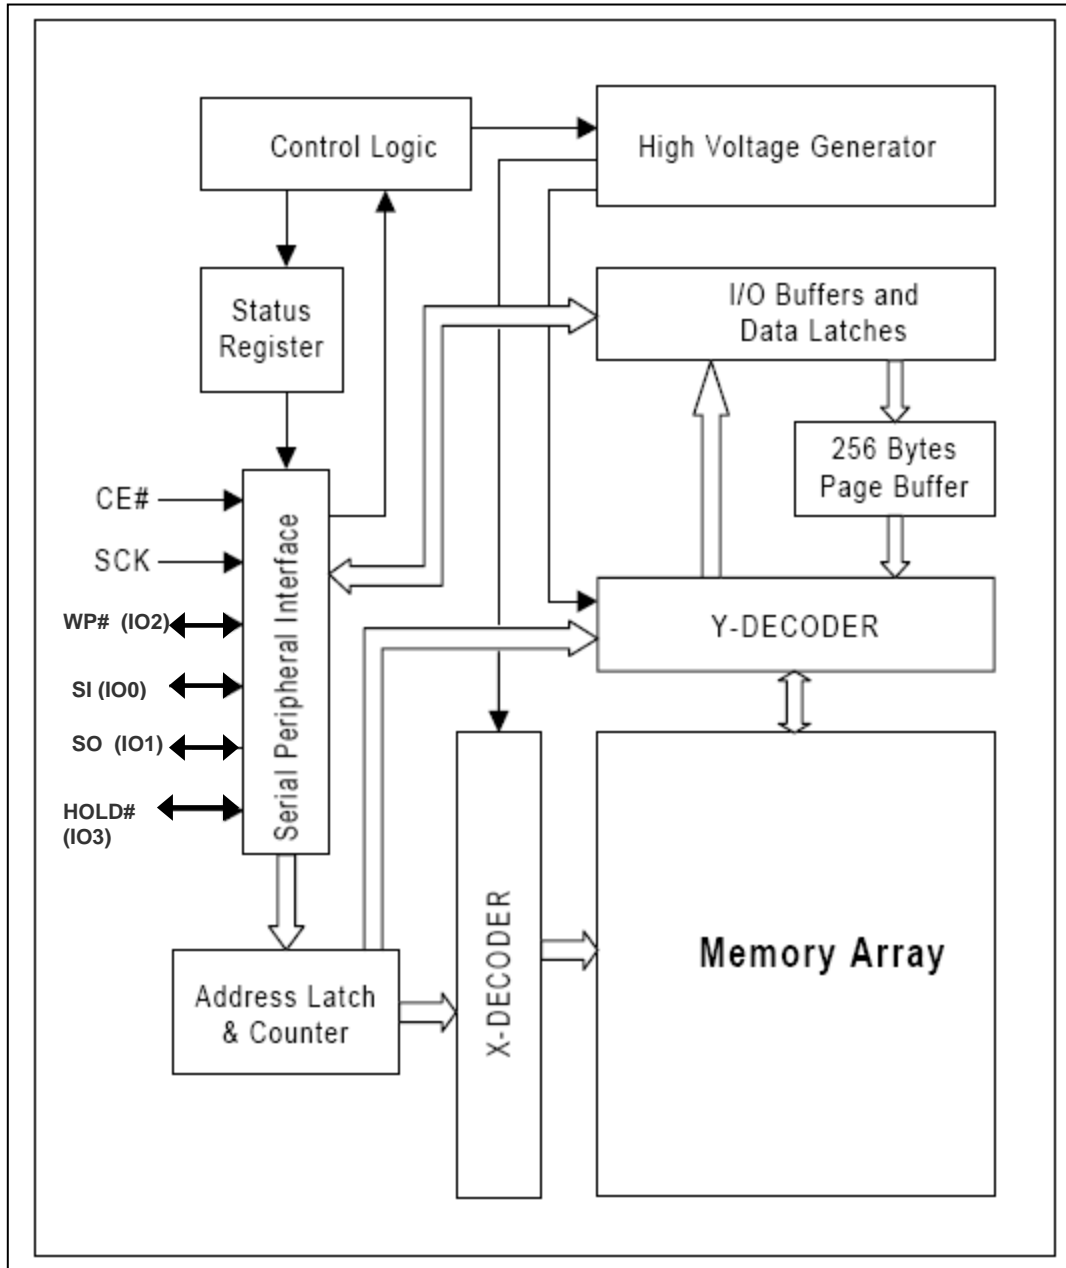 Control Logic
High Voltage Generator
Status
Register
I/O Buffers and
Data Latches
256 Bytes
Page Buffer
CE#
SCK
WP# (IO2)
SI (IO0)
SO (IO1)
HOLD#
(IO3)
Serial Peripheral Interface
Y-DECODER
Address Latch
& Counter
X-DECODER
Memory Array